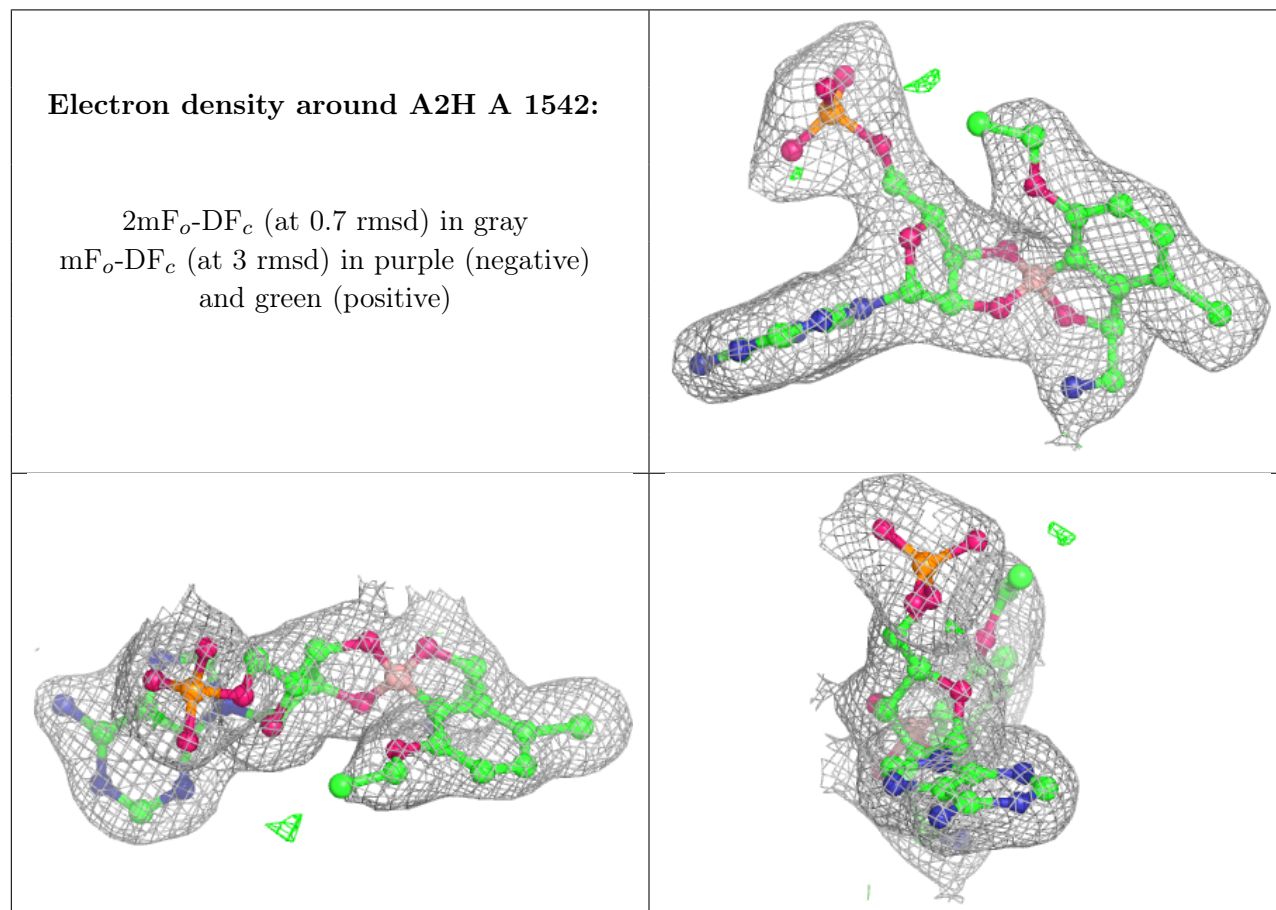 Electron density around A2H A 1542:
2mFₒ-DF𝒸 (at 0.7 rmsd) in gray
mFₒ-DF𝒸 (at 3 rmsd) in purple (negative)
and green (positive)